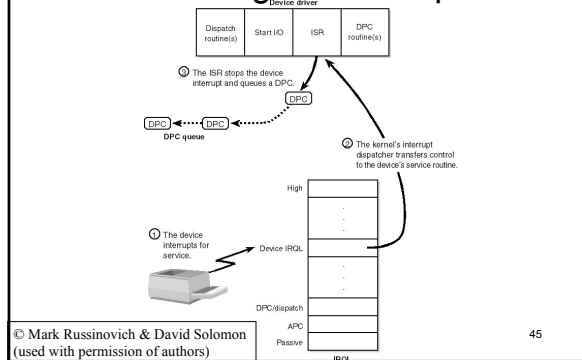 Device driver
Dispatch
routine(s)
Start I/O
ISR
DPC
routine(s)
3 The ISR stops the device
interrupt and queues a DPC.
DPC
DPC
DPC
DPC queue
2 The kernel's interrupt
dispatcher transfers control
to the device's service routine.
High
1 The device
interrupts for
service.
Device IRQL
DPC/dispatch
APC
Passive
IRQL
© Mark Russinovich & David Solomon
(used with permission of authors)
45